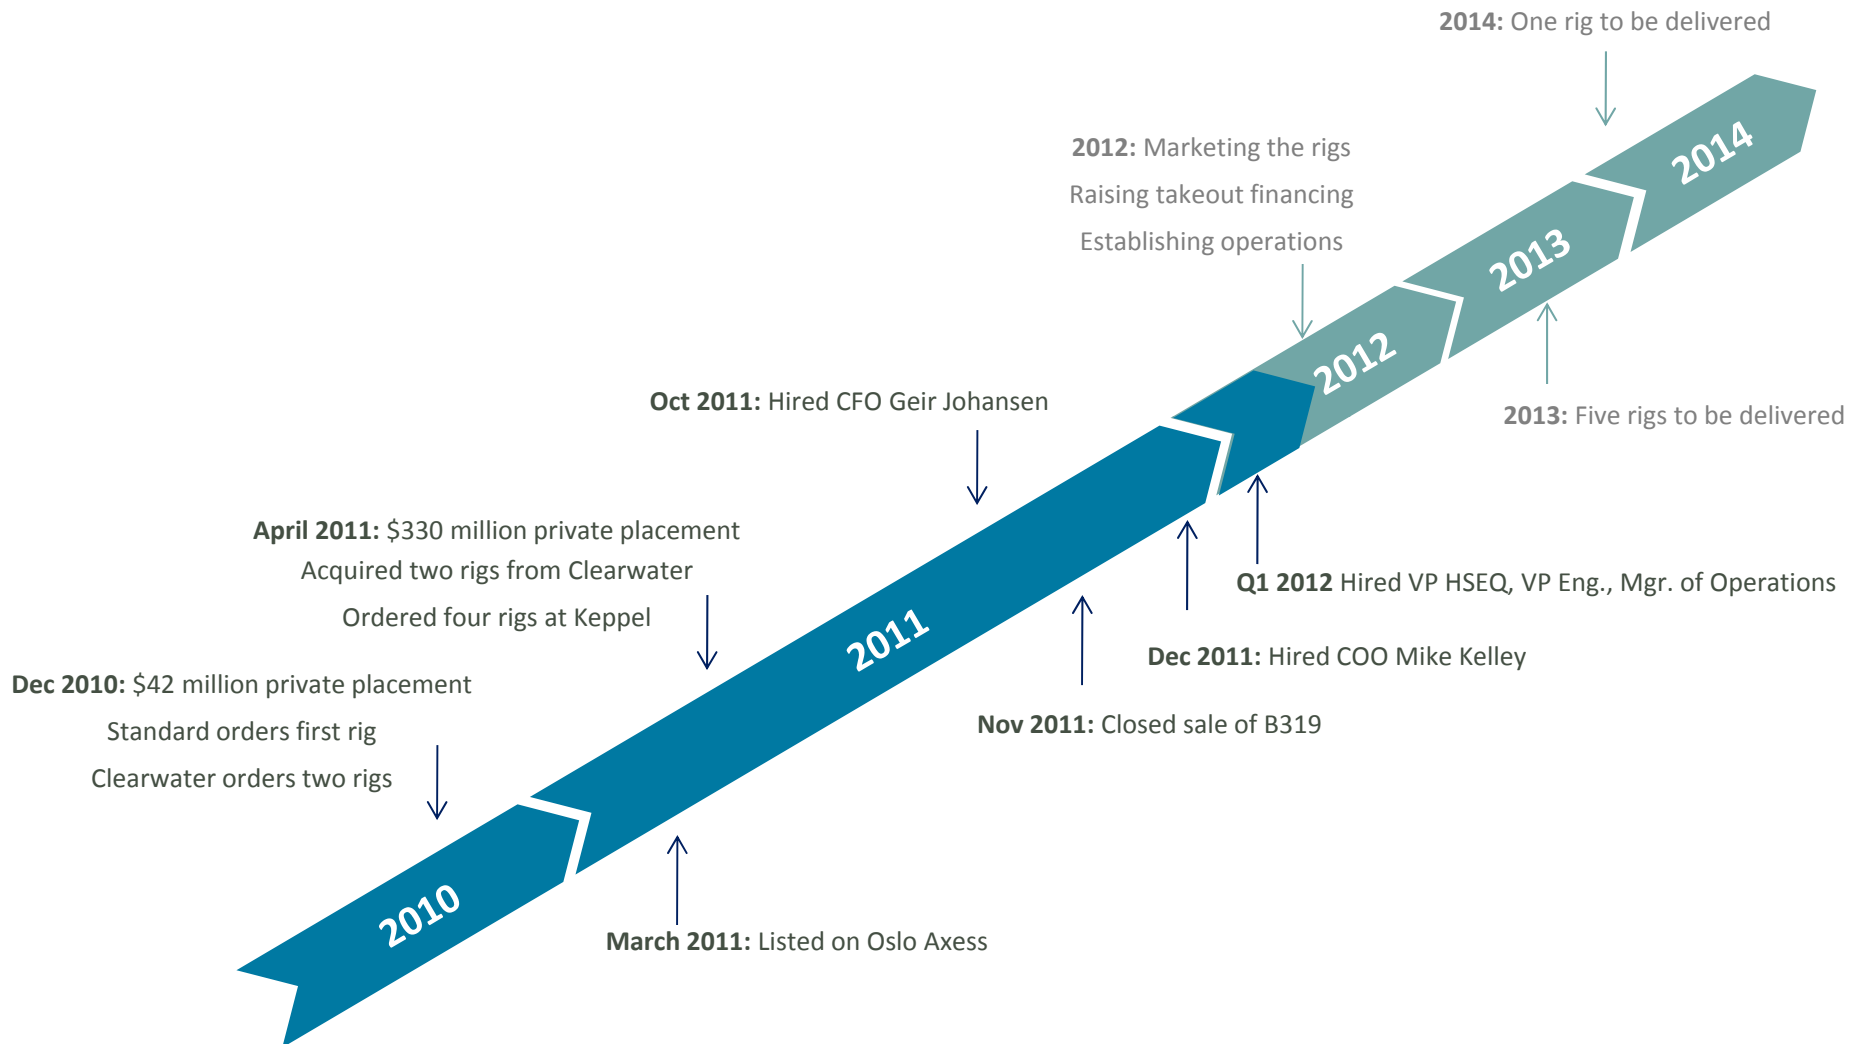 2014: One rig to be delivered
2014
2012: Marketing the rigs
Raising takeout financing
Establishing operations
2013
2012
Oct 2011: Hired CFO Geir Johansen
2013: Five rigs to be delivered
April 2011: $330 million private placement
Acquired two rigs from Clearwater
Ordered four rigs at Keppel
Q1 2012 Hired VP HSEQ, VP Eng., Mgr. of Operations
2011
Dec 2011: Hired COO Mike Kelley
Dec 2010: $42 million private placement
Standard orders first rig
Clearwater orders two rigs
Nov 2011: Closed sale of B319
2010
March 2011: Listed on Oslo Axess